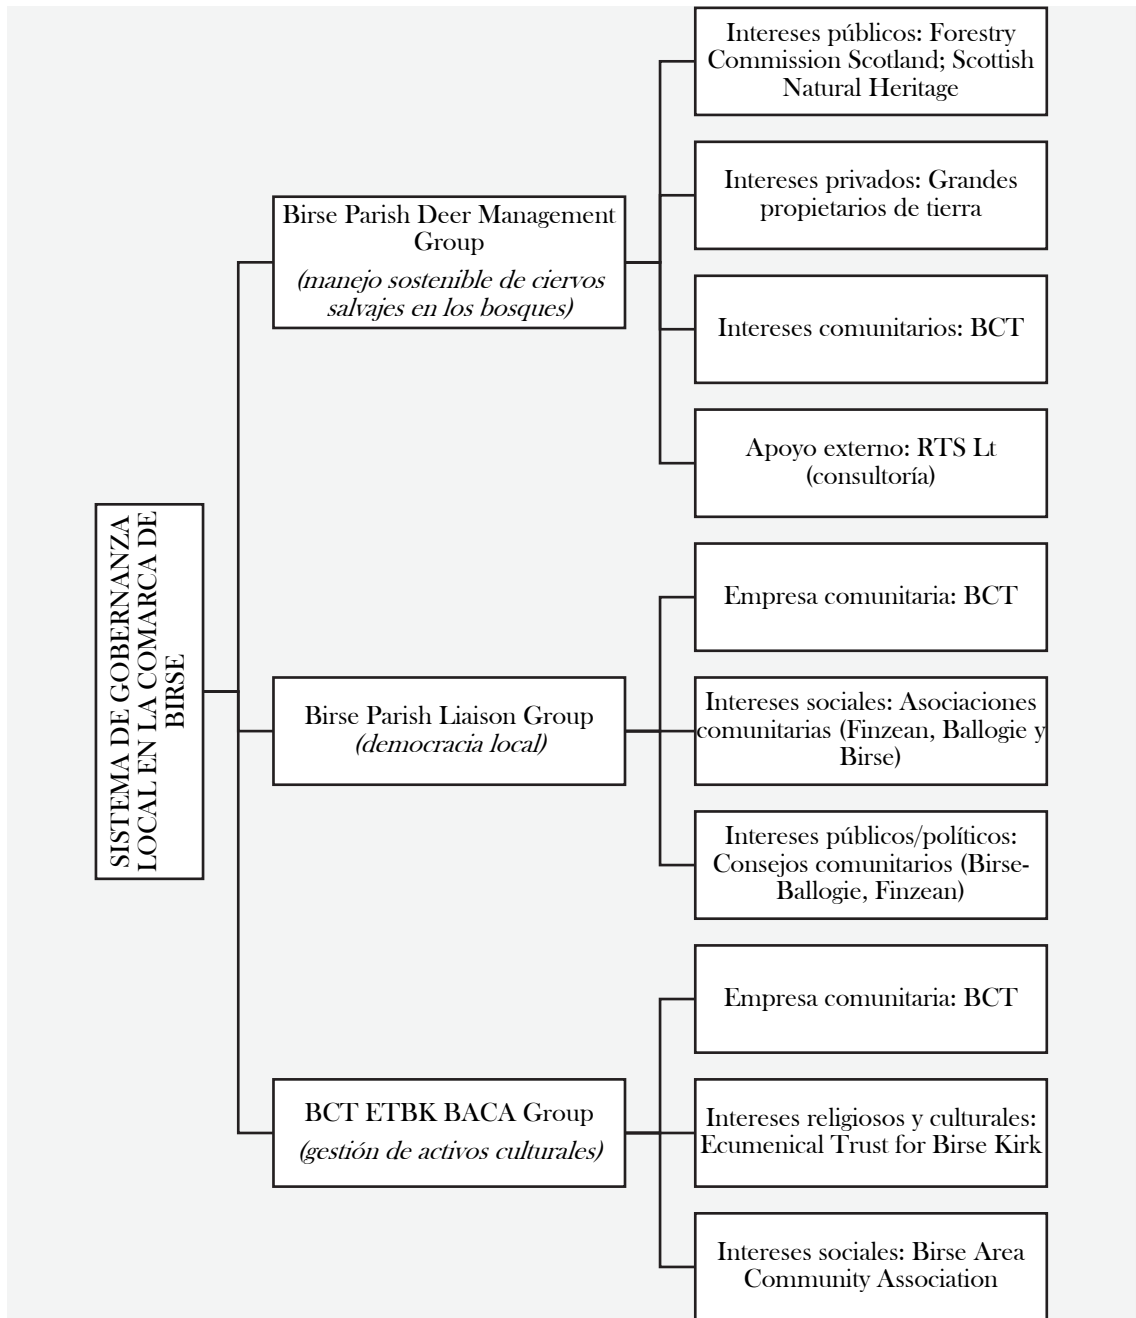 SISTEMA DE GOBERNANZA
LOCAL EN LA COMARCA DE
BIRSE
Birse Parish Deer Management
Group
(manejo sostenible de ciervos
salvajes en los bosques)
Intereses públicos: Forestry
Commission Scotland; Scottish
Natural Heritage
Intereses privados: Grandes
propietarios de tierra
Intereses comunitarios: BCT
Apoyo externo: RTS Lt
(consultoría)
Birse Parish Liaison Group
(democracia local)
Empresa comunitaria: BCT
Intereses sociales: Asociaciones
comunitarias (Finzean, Ballogie y
Birse)
Intereses públicos/políticos:
Consejos comunitarios (Birse-
Ballogie, Finzean)
BCT ETBK BACA Group
(gestión de activos culturales)
Empresa comunitaria: BCT
Intereses religiosos y culturales:
Ecumenical Trust for Birse Kirk
Intereses sociales: Birse Area
Community Association